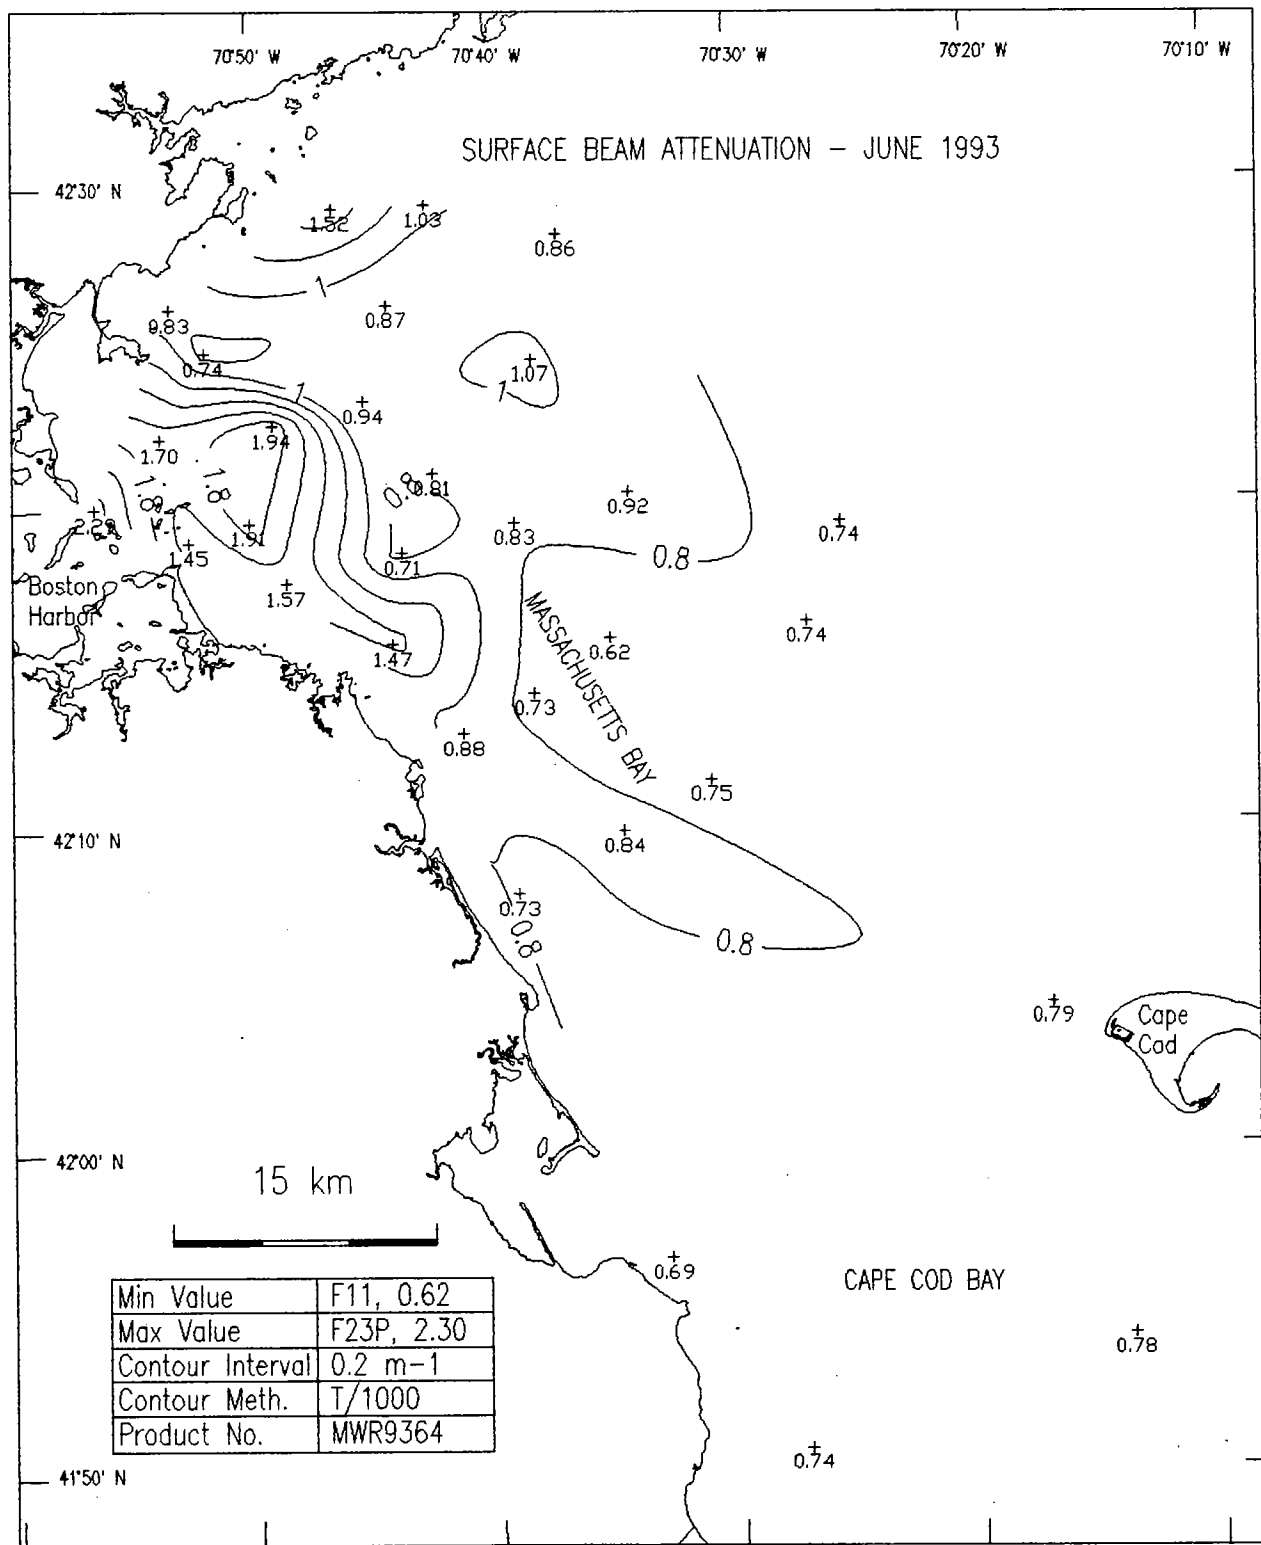 70°50' W 70°40' W 70°30' W 70°20' W 70°10' W
SURFACE BEAM ATTENUATION – JUNE 1993
42°30' N
1.52 1.03
0.86
1
0.83 0.87
0.74 1.07
1 1
0.94
1.94
1.70
1.8 1.8 0.8 0.81
0.92
1.91 0.83 0.74
1.45 0.71 0.8
Boston
Harbor
1.57
MASSACHUSETTS BAY
0.62 0.74
1.47
0.73
0.88
0.75
42°10' N
0.84
0.73
0.8 0.8
0.79
Cape
Cod
42°00' N
15 km
0.69
CAPE COD BAY
Min Value F11, 0.62
Max Value F23P, 2.30
Contour Interval 0.2 m-1
Contour Meth. T/1000
Product No. MWR9364
0.78
0.74
41°50' N